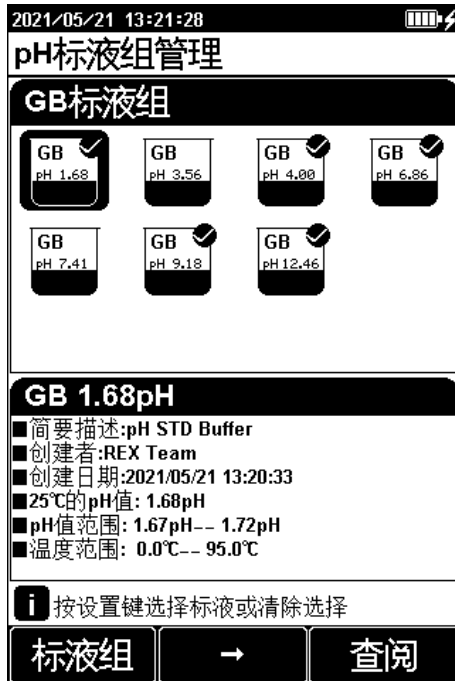 2021/05/21 13:21:28
pH标液组管理
GB标液组
GB GB GB GB
pH 1.68 pH 3.56 pH 4.00 pH 6.86
GB GB GB
pH 7.41 pH 9.18 pH 12.46
GB 1.68pH
■简要描述:pH STD Buffer
■创建者:REX Team
■创建日期:2021/05/21 13:20:33
■25℃的pH值: 1.68pH
■pH值范围: 1.67pH-- 1.72pH
■温度范围: 0.0℃-- 95.0℃
i 按设置键选择标液或清除选择
标液组 → 查阅